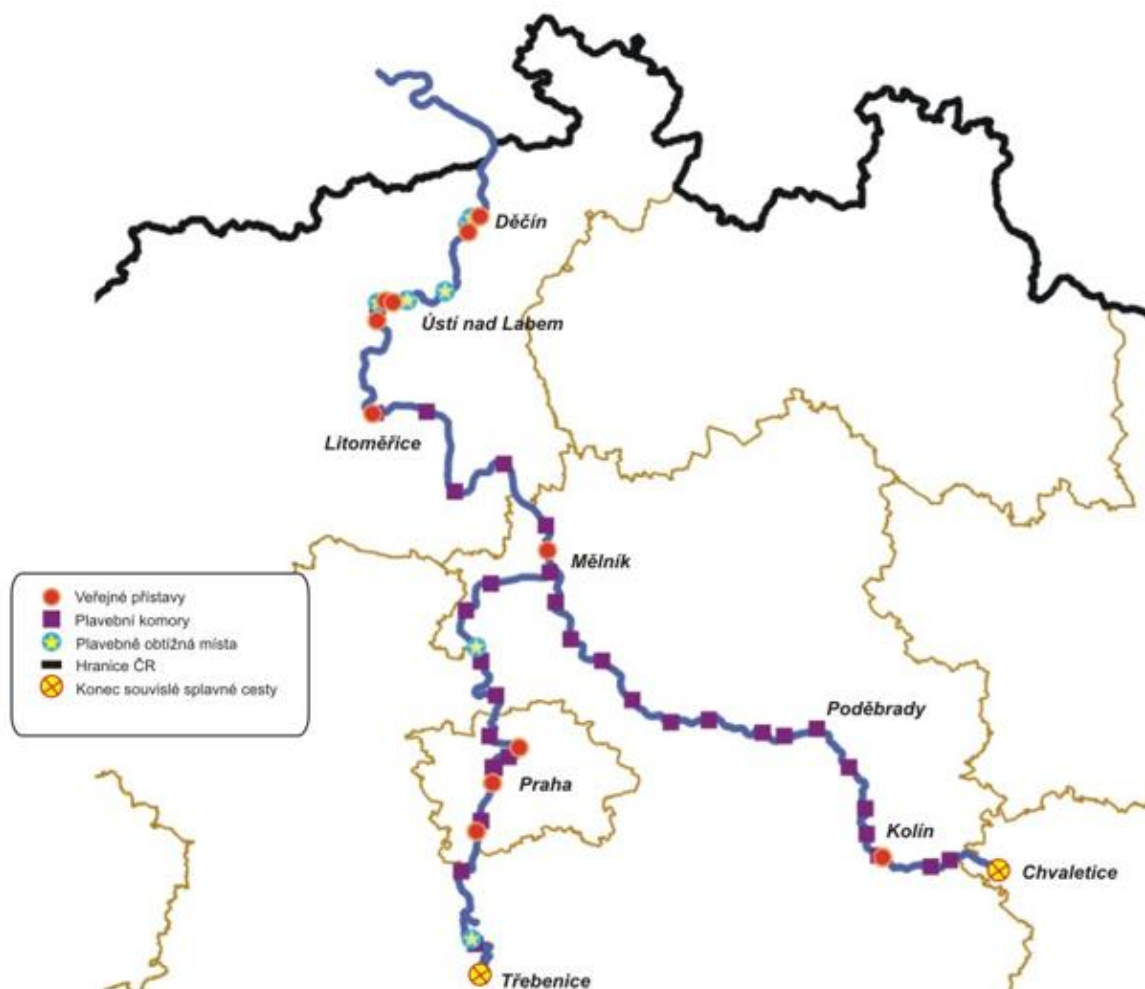 Děčín
Ústí nad Labem
Litoměřice
Mělník
Veřejné přístavy
Plavební komory
Plavebně obtížná místa
Hranice ČR
Konec souvislé splavné cesty
Poděbrady
Praha
Kolín
Chvaletice
Třebenice